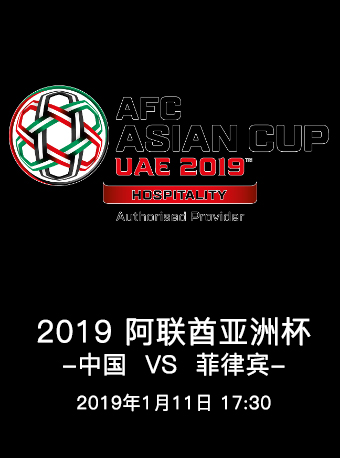 AFC
ASIAN CUP
UAE 2019™
HOSPITALITY
Authorised Provider
2019 阿联酋亚洲杯
-中国 VS 菲律宾-
2019年1月11日 17:30